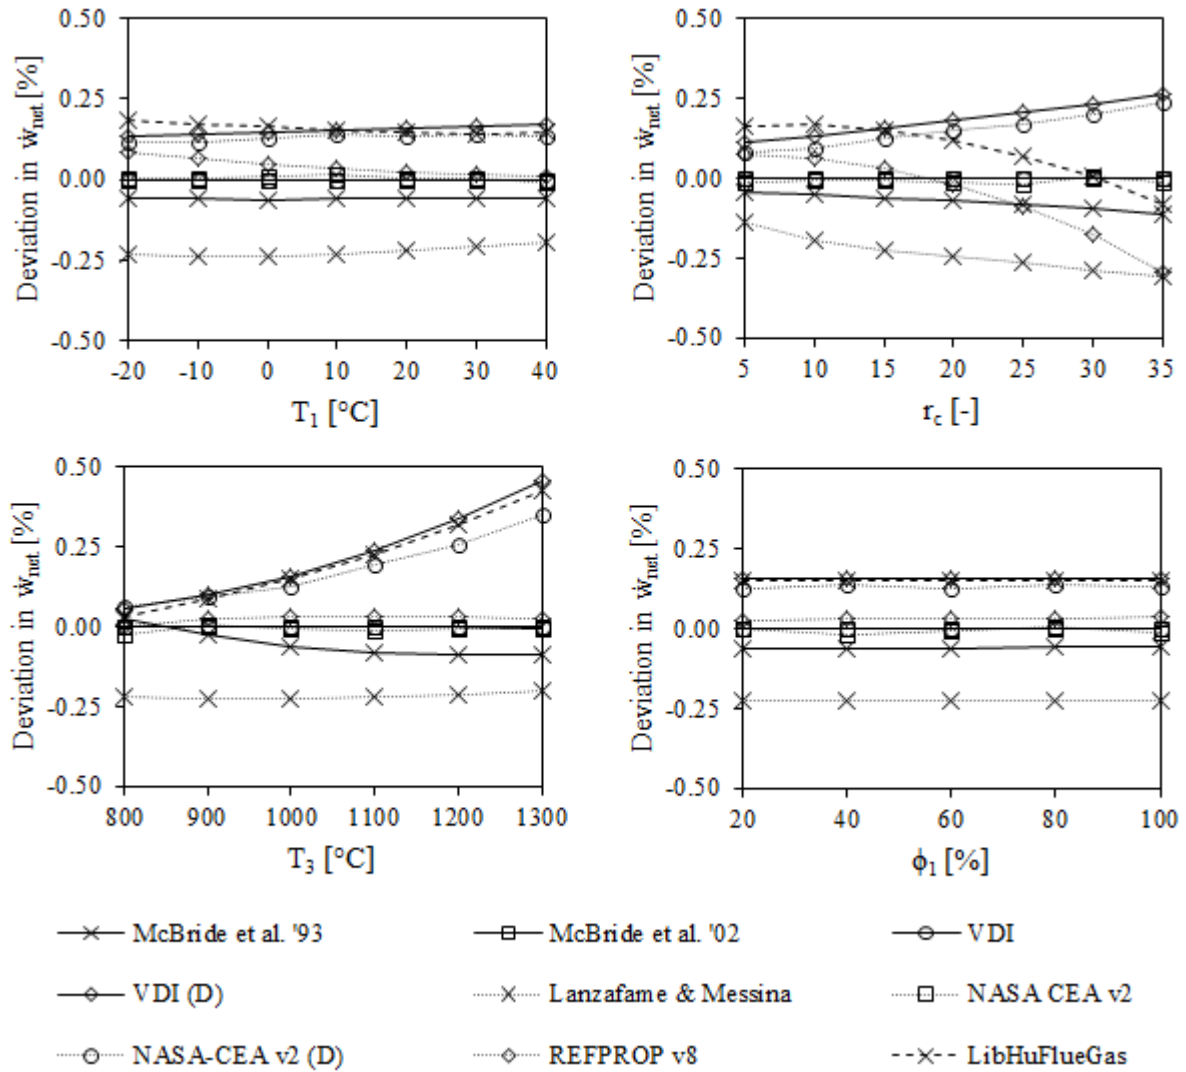 Deviation in ẇnet [%]
0.50
0.25
0.00
-0.25
-0.50
-20 -10 0 10 20 30 40
T1 [°C]
Deviation in ẇnet [%]
0.50
0.25
0.00
-0.25
-0.50
5 10 15 20 25 30 35
rc [-]
Deviation in ẇnet [%]
0.50
0.25
0.00
-0.25
-0.50
800 900 1000 1100 1200 1300
T3 [°C]
Deviation in ẇnet [%]
0.50
0.25
0.00
-0.25
-0.50
20 40 60 80 100
ϕ1 [%]
McBride et al. '93 McBride et al. '02 VDI
VDI (D) Lanzafame & Messina NASA CEA v2
NASA-CEA v2 (D) REFPROP v8 LibHuFlueGas